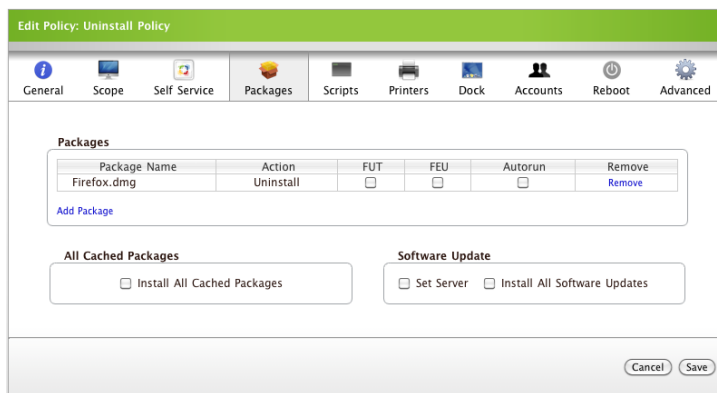 Edit Policy: Uninstall Policy
General Scope Self Service Packages Scripts Printers Dock Accounts Reboot Advanced
Packages
Package Name Action FUT FEU Autorun Remove
Firefox.dmg Uninstall Remove
Add Package
All Cached Packages Software Update
Install All Cached Packages Set Server Install All Software Updates
Cancel Save